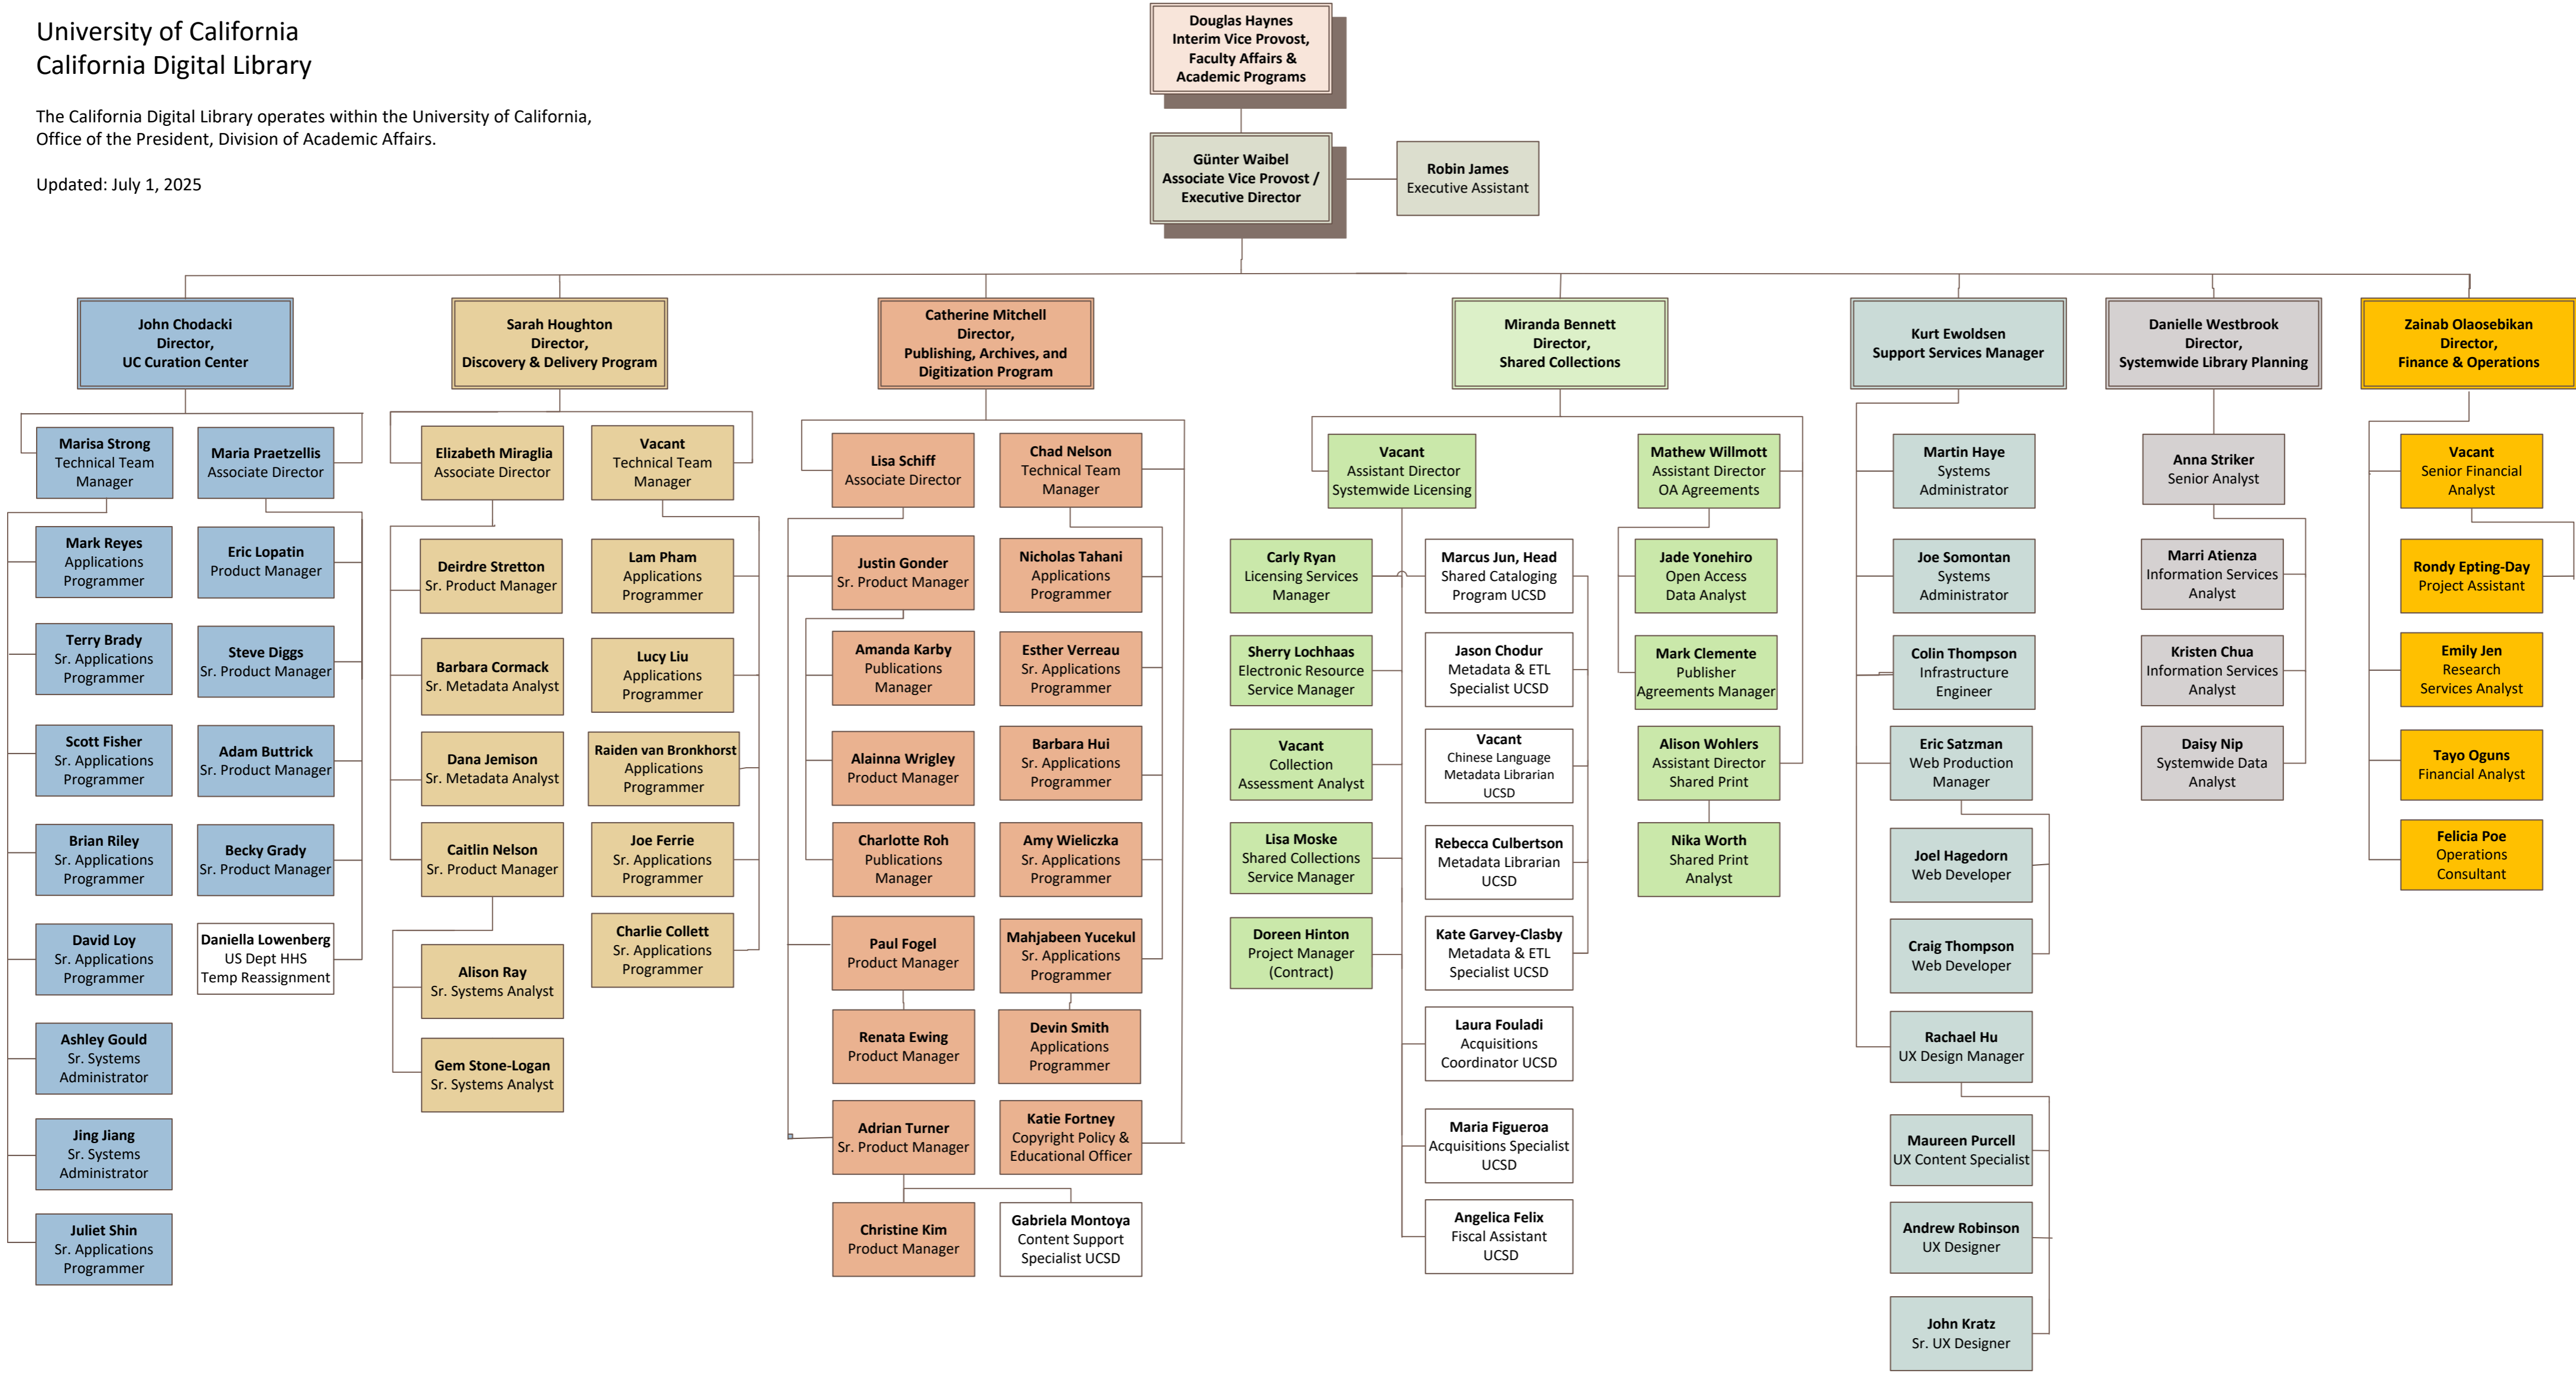 University of California
California Digital Library
The California Digital Library operates within the University of California,
Office of the President, Division of Academic Affairs.
Updated: July 1, 2025
Douglas Haynes
Interim Vice Provost,
Faculty Affairs &
Academic Programs
Günter Waibel
Associate Vice Provost /
Executive Director
Robin James
Executive Assistant
John Chodacki
Director,
UC Curation Center
Marisa Strong
Technical Team
Manager
Mark Reyes
Applications
Programmer
Terry Brady
Sr. Applications
Programmer
Scott Fisher
Sr. Applications
Programmer
Brian Riley
Sr. Applications
Programmer
David Loy
Sr. Applications
Programmer
Ashley Gould
Sr. Systems
Administrator
Jing Jiang
Sr. Systems
Administrator
Juliet Shin
Sr. Applications
Programmer
Maria Praetzellis
Associate Director
Eric Lopatin
Product Manager
Steve Diggs
Sr. Product Manager
Adam Buttrick
Sr. Product Manager
Becky Grady
Sr. Product Manager
Daniella Lowenberg
US Dept HHS
Temp Reassignment
Sarah Houghton
Director,
Discovery & Delivery Program
Elizabeth Miraglia
Associate Director
Deirdre Stretton
Sr. Product Manager
Barbara Cormack
Sr. Metadata Analyst
Dana Jemison
Sr. Metadata Analyst
Caitlin Nelson
Sr. Product Manager
Alison Ray
Sr. Systems Analyst
Gem Stone-Logan
Sr. Systems Analyst
Vacant
Technical Team
Manager
Lam Pham
Applications
Programmer
Lucy Liu
Applications
Programmer
Raiden van Bronkhorst
Applications
Programmer
Joe Ferrie
Sr. Applications
Programmer
Charlie Collett
Sr. Applications
Programmer
Catherine Mitchell
Director,
Publishing, Archives, and
Digitization Program
Lisa Schiff
Associate Director
Justin Gonder
Sr. Product Manager
Amanda Karby
Publications
Manager
Alainna Wrigley
Product Manager
Charlotte Roh
Publications
Manager
Paul Fogel
Product Manager
Renata Ewing
Product Manager
Adrian Turner
Sr. Product Manager
Christine Kim
Product Manager
Chad Nelson
Technical Team
Manager
Nicholas Tahani
Applications
Programmer
Esther Verreau
Sr. Applications
Programmer
Barbara Hui
Sr. Applications
Programmer
Amy Wieliczka
Sr. Applications
Programmer
Mahjabeen Yucekul
Sr. Applications
Programmer
Devin Smith
Applications
Programmer
Katie Fortney
Copyright Policy &
Educational Officer
Gabriela Montoya
Content Support
Specialist UCSD
Miranda Bennett
Director,
Shared Collections
Vacant
Assistant Director
Systemwide Licensing
Carly Ryan
Licensing Services
Manager
Sherry Lochhaas
Electronic Resource
Service Manager
Vacant
Collection
Assessment Analyst
Lisa Moske
Shared Collections
Service Manager
Doreen Hinton
Project Manager
(Contract)
Marcus Jun, Head
Shared Cataloging
Program UCSD
Jason Chodur
Metadata & ETL
Specialist UCSD
Vacant
Chinese Language
Metadata Librarian
UCSD
Rebecca Culbertson
Metadata Librarian
UCSD
Kate Garvey-Clasby
Metadata & ETL
Specialist UCSD
Laura Fouladi
Acquisitions
Coordinator UCSD
Maria Figueroa
Acquisitions Specialist
UCSD
Angelica Felix
Fiscal Assistant
UCSD
Mathew Willmott
Assistant Director
OA Agreements
Jade Yonehiro
Open Access
Data Analyst
Mark Clemente
Publisher
Agreements Manager
Alison Wohlers
Assistant Director
Shared Print
Nika Worth
Shared Print
Analyst
Kurt Ewoldsen
Support Services Manager
Martin Haye
Systems
Administrator
Joe Somontan
Systems
Administrator
Colin Thompson
Infrastructure
Engineer
Eric Satzman
Web Production
Manager
Joel Hagedorn
Web Developer
Craig Thompson
Web Developer
Rachael Hu
UX Design Manager
Maureen Purcell
UX Content Specialist
Andrew Robinson
UX Designer
John Kratz
Sr. UX Designer
Danielle Westbrook
Director,
Systemwide Library Planning
Anna Striker
Senior Analyst
Marri Atienza
Information Services
Analyst
Kristen Chua
Information Services
Analyst
Daisy Nip
Systemwide Data
Analyst
Zainab Olaosebikan
Director,
Finance & Operations
Vacant
Senior Financial
Analyst
Rondy Epting-Day
Project Assistant
Emily Jen
Research
Services Analyst
Tayo Oguns
Financial Analyst
Felicia Poe
Operations
Consultant